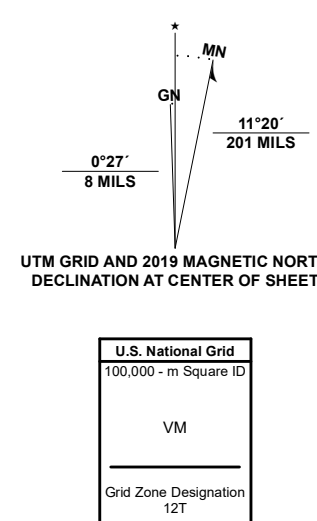 ★
MN
GN
11°20´
201 MILS
0°27´
8 MILS
UTM GRID AND 2019 MAGNETIC NORT
DECLINATION AT CENTER OF SHEET
U.S. National Grid
100,000 - m Square ID
VM
Grid Zone Designation
12T